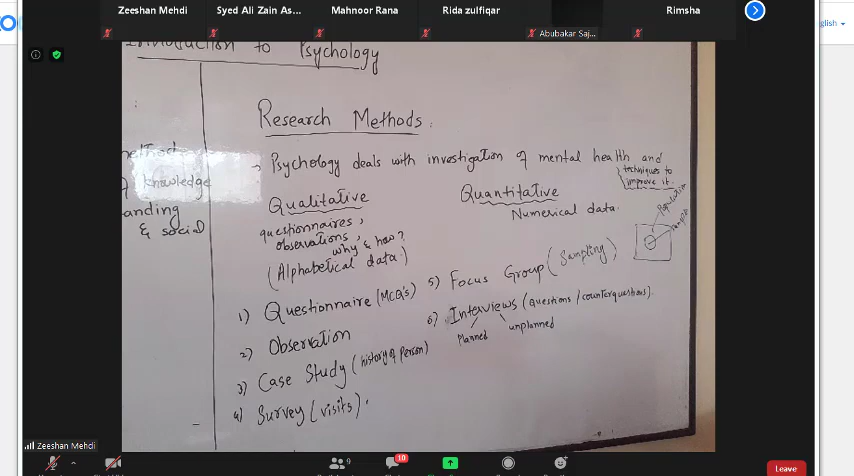 Zeeshan Mehdi
Syed Ali Zain As...
Mahnoor Rana
Rida zulfiqar
Abubakar Saj...
Rimsha
nglish
Introduction to Psychology
Research Methods.
Psychology deals with investigation of mental health and
techniques to
improve it.
method
knowledge
anding
& social
Qualitative
questionnaires,
observations,
why & how?
(Alphabetical data.)
Quantitative
Numerical data.
Population
sample
1) Questionnaire (MCQ's)
2) Observation
3) Case Study (history of person)
4) Survey (visits).
5) Focus Group (Sampling)
6) Interviews (questions / counterquestions).
Planned
unplanned
Zeeshan Mehdi
9
10
Leave